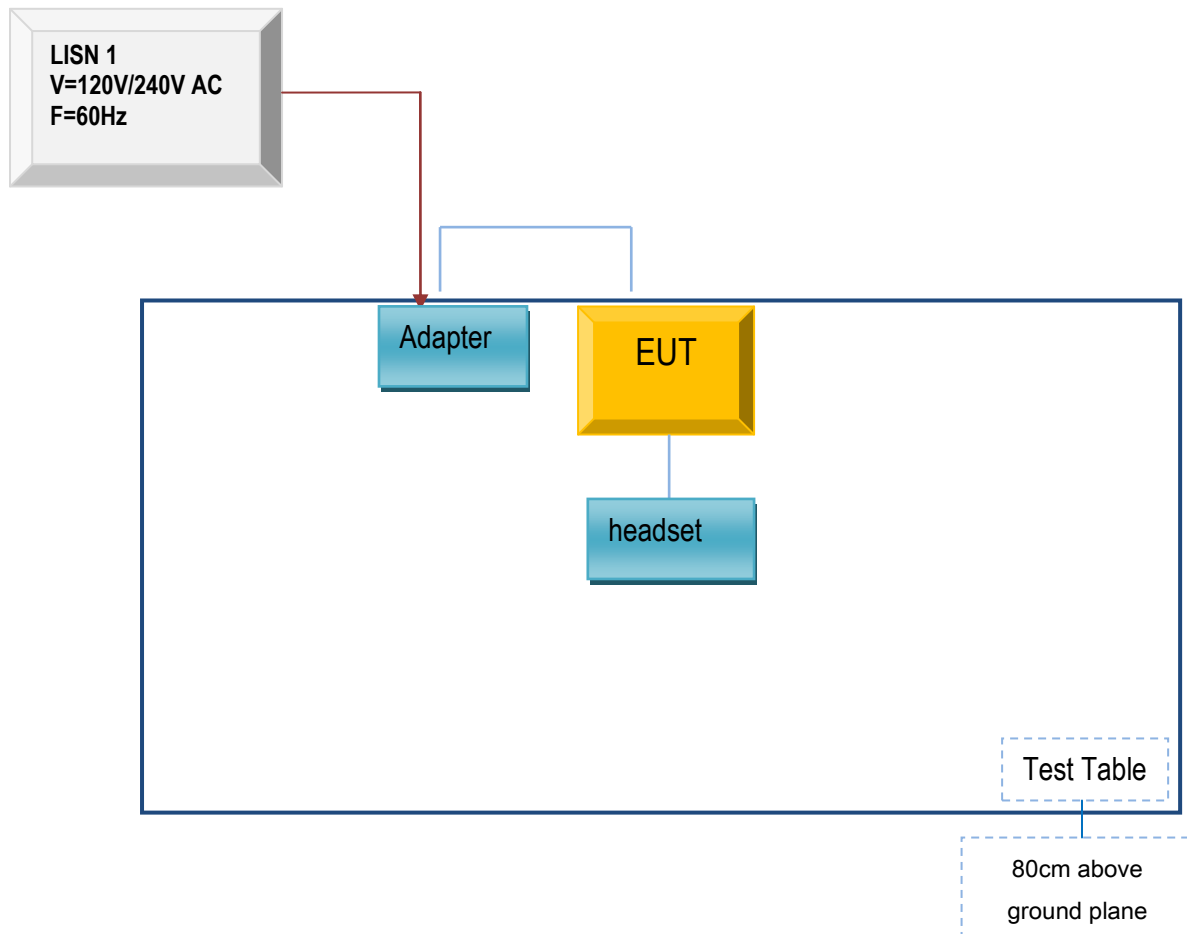 LISN 1
V=120V/240V AC
F=60Hz
Adapter
EUT
headset
Test Table
80cm above
ground plane